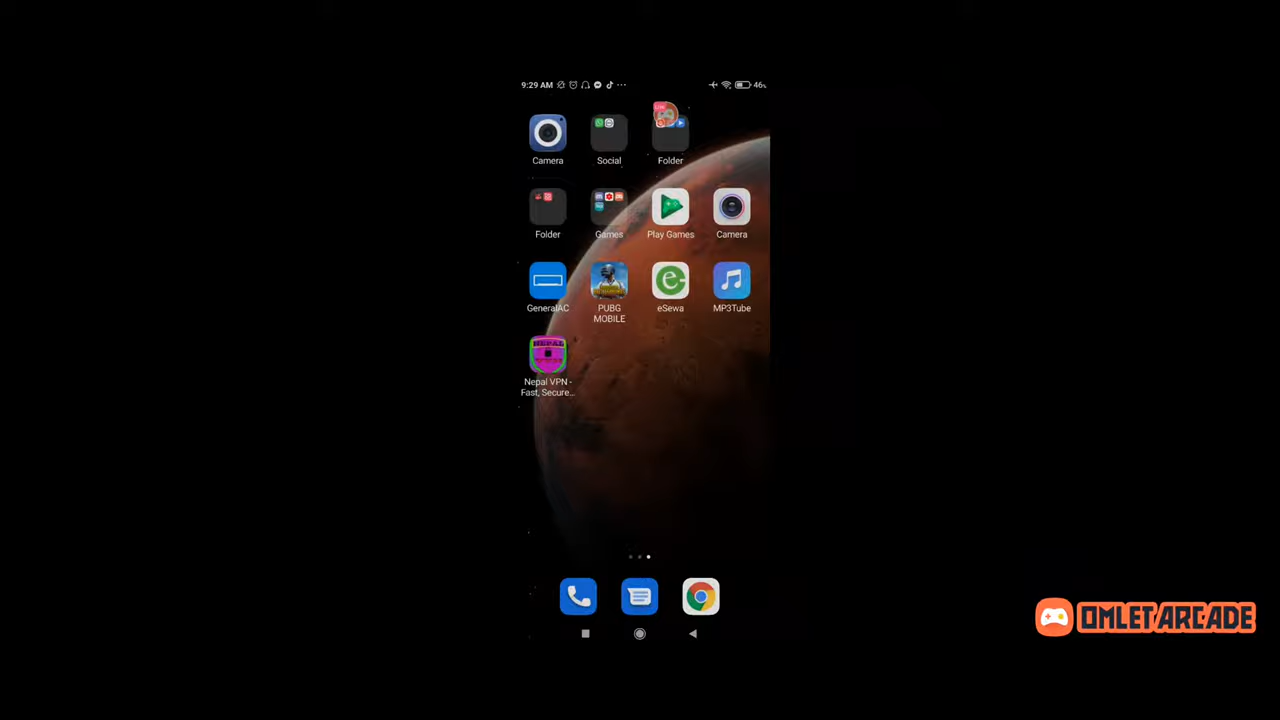 9:29 AM
46%
Camera
Social
Folder
Folder
Games
Play Games
Camera
GeneralAC
PUBG
MOBILE
eSewa
MP3Tube
Nepal VPN -
Fast, Secure...
OMLET ARCADE